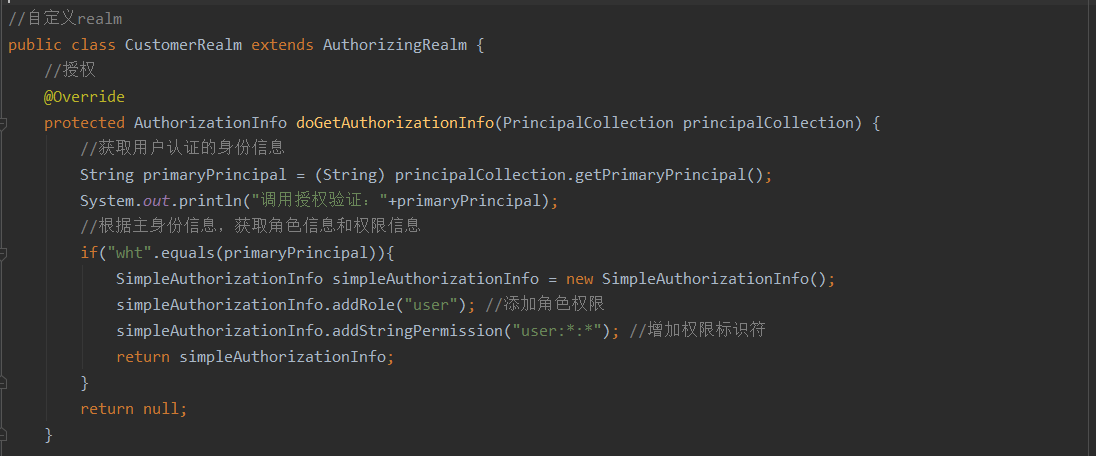 //自定义realm
public class CustomerRealm extends AuthorizingRealm {
    //授权
    @Override
    protected AuthorizationInfo doGetAuthorizationInfo(PrincipalCollection principalCollection) {
        //获取用户认证的身份信息
        String primaryPrincipal = (String) principalCollection.getPrimaryPrincipal();
        System.out.println("调用授权验证："+primaryPrincipal);
        //根据主身份信息，获取角色信息和权限信息
        if("wht".equals(primaryPrincipal)){
            SimpleAuthorizationInfo simpleAuthorizationInfo = new SimpleAuthorizationInfo();
            simpleAuthorizationInfo.addRole("user"); //添加角色权限
            simpleAuthorizationInfo.addStringPermission("user:*:*"); //增加权限标识符
            return simpleAuthorizationInfo;
        }
        return null;
    }